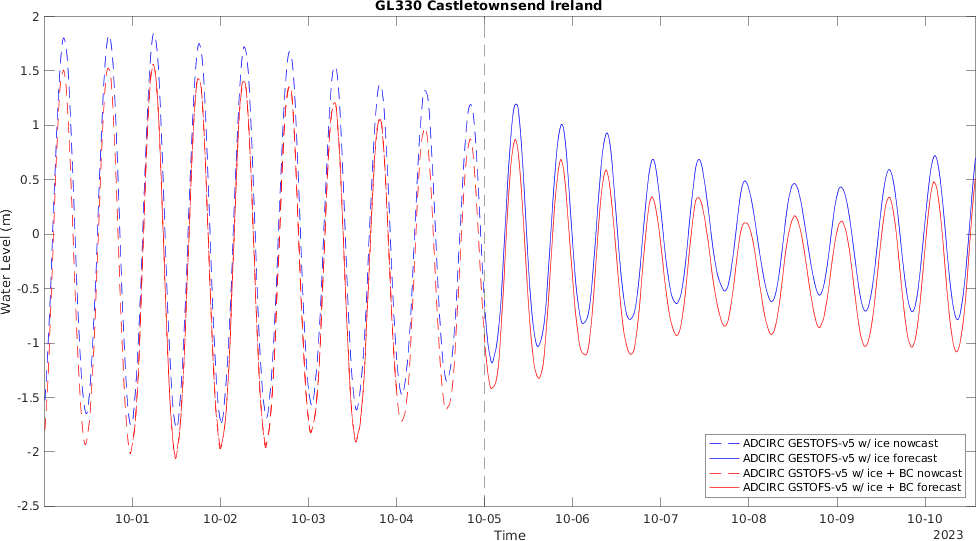 GL330 Castletownsend Ireland
2
1.5
1
0.5
0
-0.5
-1
-1.5
-2
-2.5
Water Level (m)
ADCIRC GESTOFS-v5 w/ ice nowcast
ADCIRC GESTOFS-v5 w/ ice forecast
ADCIRC GSTOFS-v5 w/ ice + BC nowcast
ADCIRC GSTOFS-v5 w/ ice + BC forecast
10-01 10-02 10-03 10-04 10-05 10-06 10-07 10-08 10-09 10-10
Time
2023